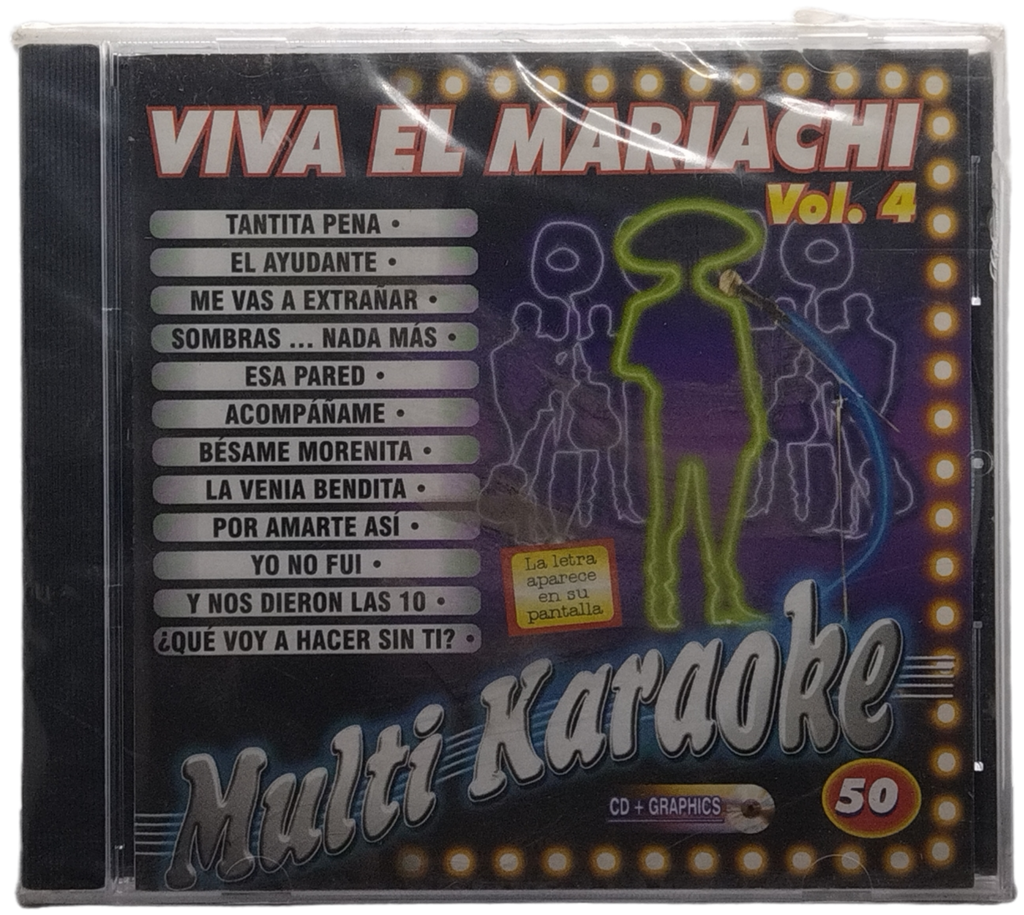 VIVA EL MARIACHI
Vol. 4
TANTITA PENA •
EL AYUDANTE •
ME VAS A EXTRAÑAR •
SOMBRAS ... NADA MÁS •
ESA PARED •
ACOMPÁÑAME •
BÉSAME MORENITA •
LA VENIA BENDITA •
POR AMARTE ASÍ •
YO NO FUI •
Y NOS DIERON LAS 10 •
¿QUÉ VOY A HACER SIN TI? •
La letra
aparece
en su
pantalla
Multi Karaoke
CD + GRAPHICS
50